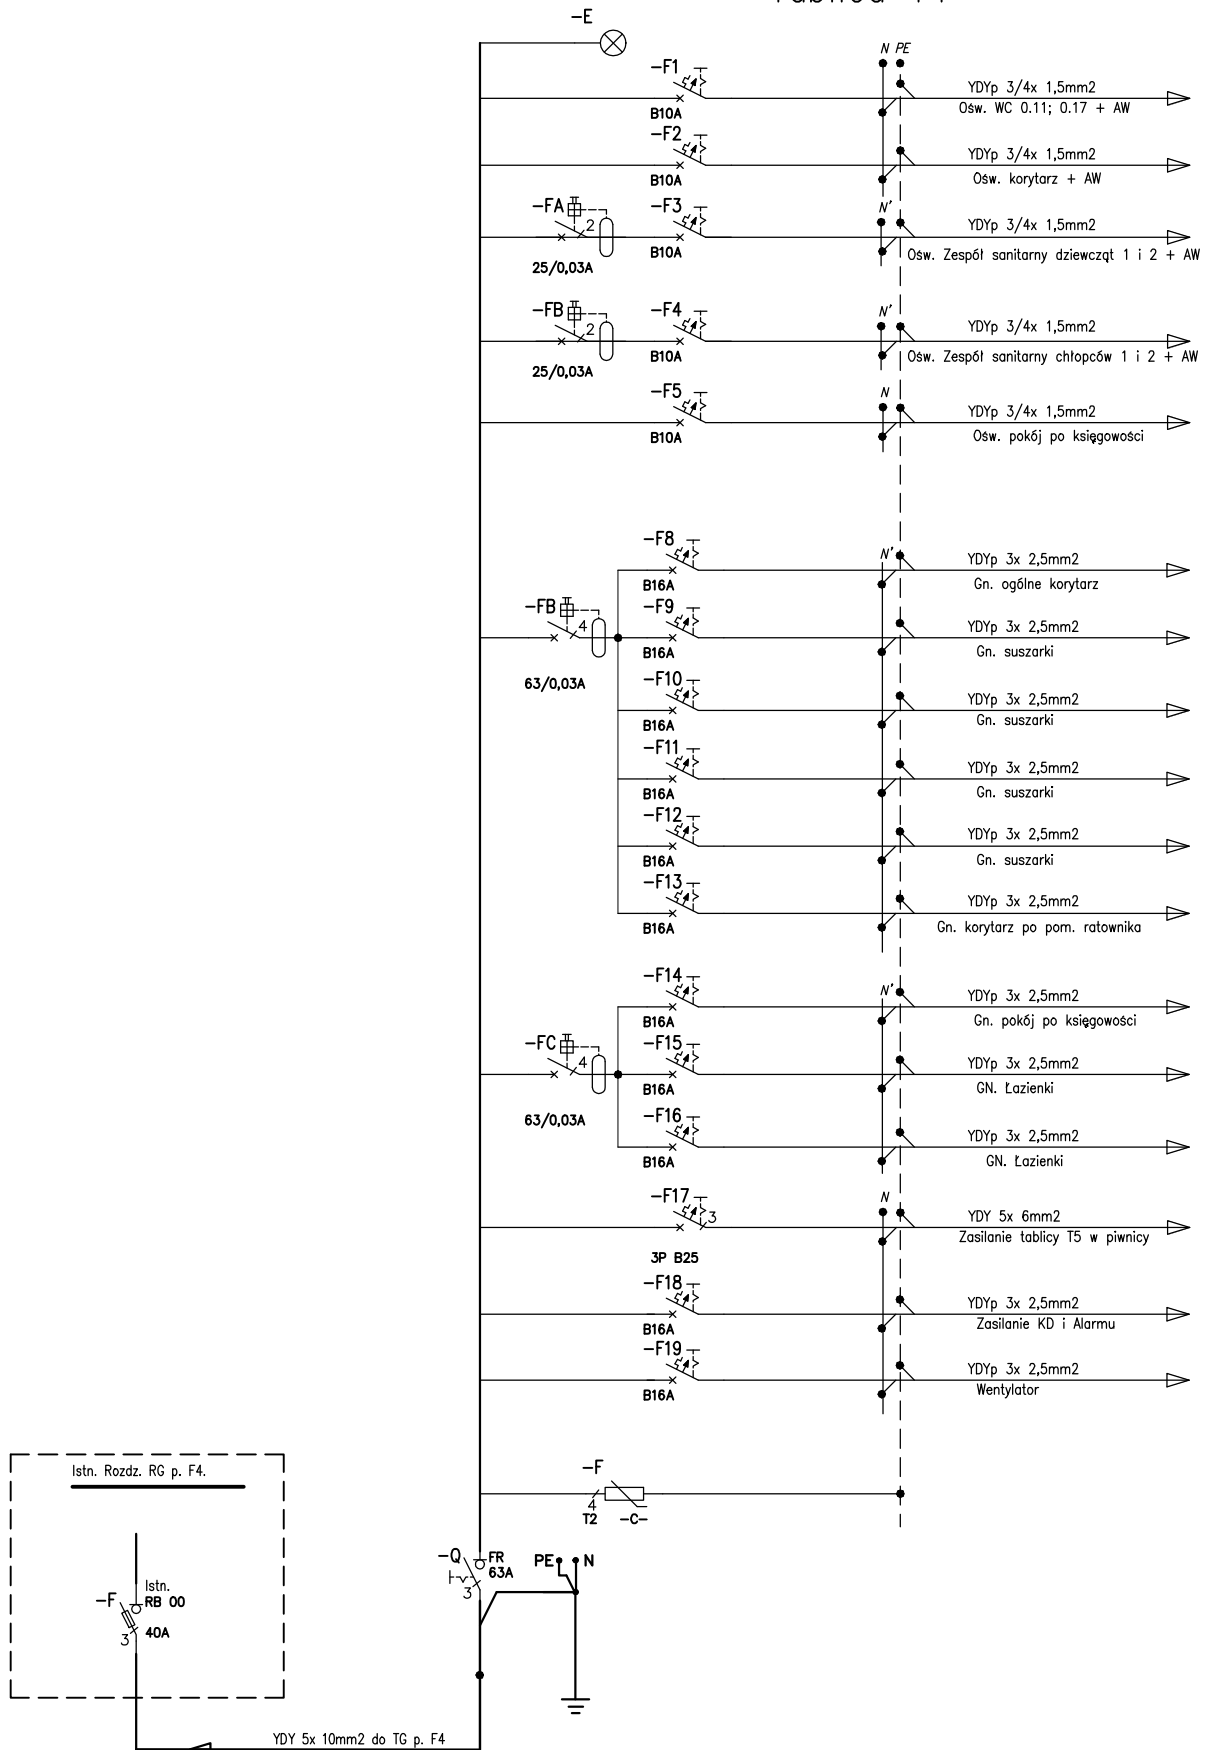 -E
N PE
-F1
B10A
YDYp 3/4x 1,5mm2
Ośw. WC 0.11; 0.17 + AW
-F2
B10A
YDYp 3/4x 1,5mm2
Ośw. korytarz + AW
-FA
2
25/0,03A
-F3
B10A
N'
YDYp 3/4x 1,5mm2
Ośw. Zespół sanitarny dziewcząt 1 i 2 + AW
-FB
2
25/0,03A
-F4
B10A
N'
YDYp 3/4x 1,5mm2
Ośw. Zespół sanitarny chłopców 1 i 2 + AW
-F5
B10A
N
YDYp 3/4x 1,5mm2
Ośw. pokój po księgowości
-F8
B16A
N'
YDYp 3x 2,5mm2
Gn. ogólne korytarz
-FB
4
63/0,03A
-F9
B16A
YDYp 3x 2,5mm2
Gn. suszarki
-F10
B16A
YDYp 3x 2,5mm2
Gn. suszarki
-F11
B16A
YDYp 3x 2,5mm2
Gn. suszarki
-F12
B16A
YDYp 3x 2,5mm2
Gn. suszarki
-F13
B16A
YDYp 3x 2,5mm2
Gn. korytarz po pom. ratownika
-F14
B16A
N'
YDYp 3x 2,5mm2
Gn. pokój po księgowości
-FC
4
63/0,03A
-F15
B16A
YDYp 3x 2,5mm2
GN. Łazienki
-F16
B16A
YDYp 3x 2,5mm2
GN. Łazienki
-F17
3
3P B25
N
YDY 5x 6mm2
Zasilanie tablicy T5 w piwnicy
-F18
B16A
YDYp 3x 2,5mm2
Zasilanie KD i Alarmu
-F19
B16A
YDYp 3x 2,5mm2
Wentylator
-F
4
T2 -C-
Istn. Rozdz. RG p. F4.
-Q
FR
63A
3
PE N
Istn.
-F
RB 00
3
40A
YDY 5x 10mm2 do TG p. F4